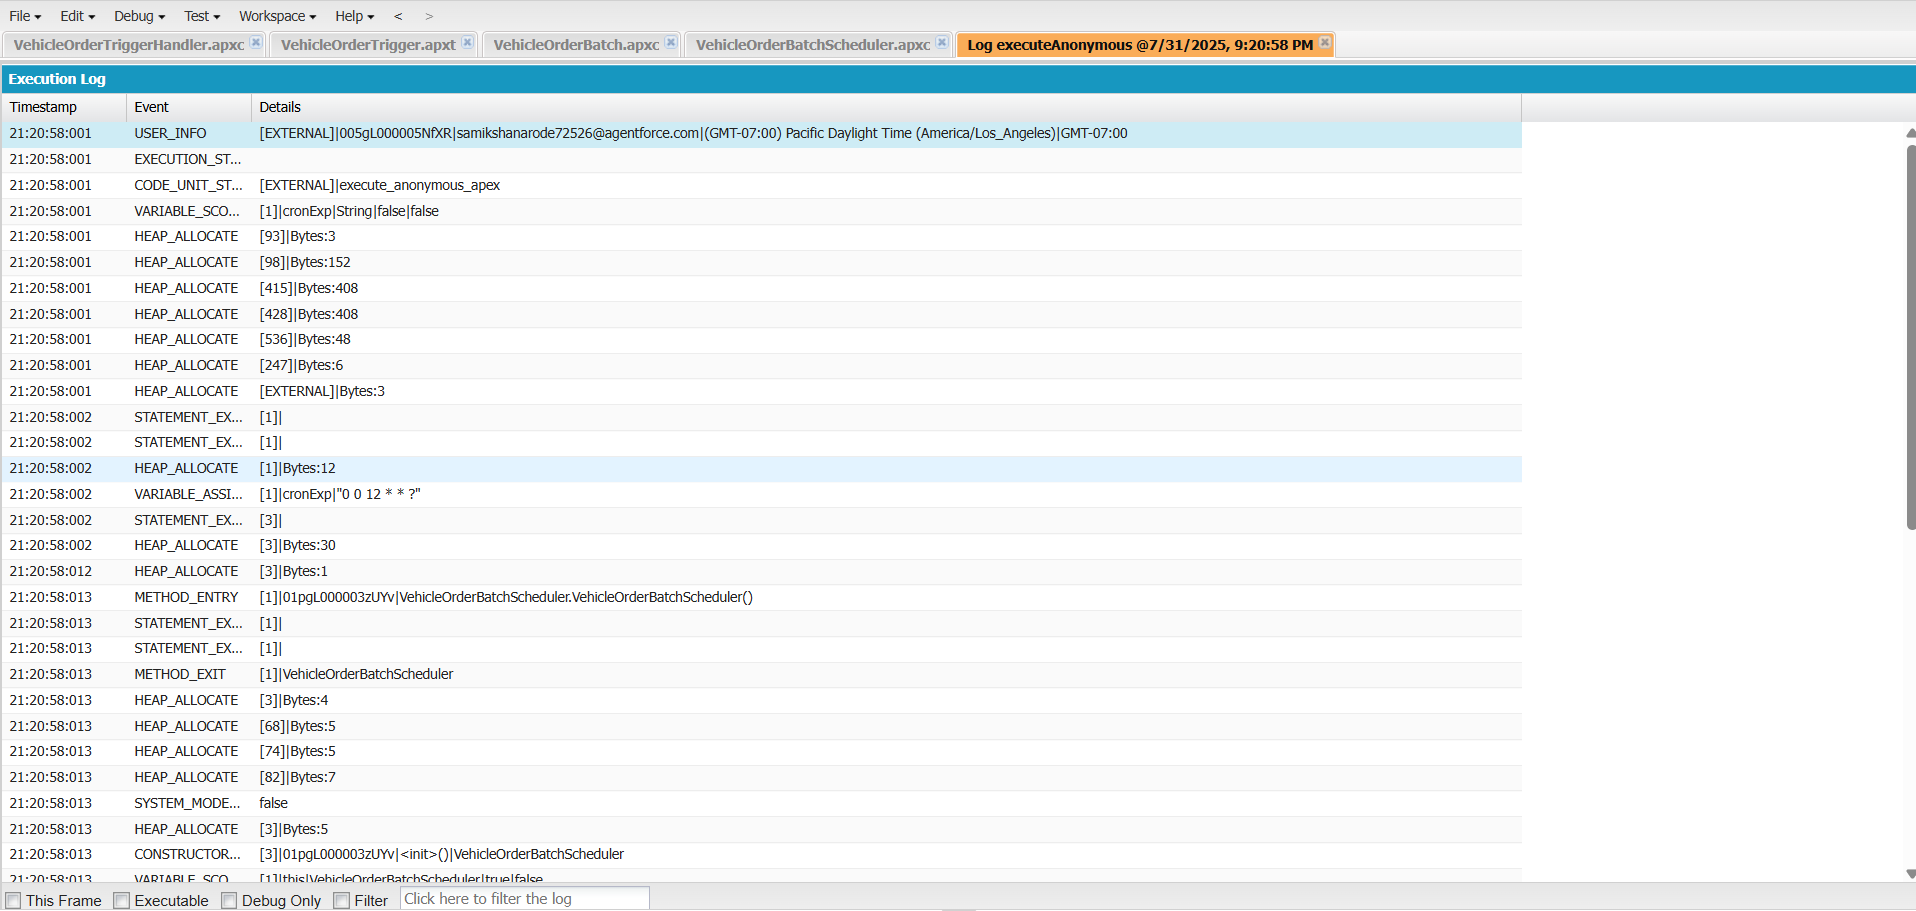 File Edit Debug Test Workspace Help < >
VehicleOrderTriggerHandler.apxc VehicleOrderTrigger.apxt VehicleOrderBatch.apxc VehicleOrderBatchScheduler.apxc Log executeAnonymous @7/31/2025, 9:20:58 PM
Execution Log
Timestamp Event Details
21:20:58:001 USER_INFO [EXTERNAL]|005gL000005NfXR|samikshanarode72526@agentforce.com|(GMT-07:00) Pacific Daylight Time (America/Los_Angeles)|GMT-07:00
21:20:58:001 EXECUTION_ST...
21:20:58:001 CODE_UNIT_ST... [EXTERNAL]|execute_anonymous_apex
21:20:58:001 VARIABLE_SCO... [1]|cronExp|String|false|false
21:20:58:001 HEAP_ALLOCATE [93]|Bytes:3
21:20:58:001 HEAP_ALLOCATE [98]|Bytes:152
21:20:58:001 HEAP_ALLOCATE [415]|Bytes:408
21:20:58:001 HEAP_ALLOCATE [428]|Bytes:408
21:20:58:001 HEAP_ALLOCATE [536]|Bytes:48
21:20:58:001 HEAP_ALLOCATE [247]|Bytes:6
21:20:58:001 HEAP_ALLOCATE [EXTERNAL]|Bytes:3
21:20:58:002 STATEMENT_EX... [1]|
21:20:58:002 STATEMENT_EX... [1]|
21:20:58:002 HEAP_ALLOCATE [1]|Bytes:12
21:20:58:002 VARIABLE_ASSI... [1]|cronExp|"0 0 12 * * ?"
21:20:58:002 STATEMENT_EX... [3]|
21:20:58:002 HEAP_ALLOCATE [3]|Bytes:30
21:20:58:012 HEAP_ALLOCATE [3]|Bytes:1
21:20:58:013 METHOD_ENTRY [1]|01pgL000003zUYv|VehicleOrderBatchScheduler.VehicleOrderBatchScheduler()
21:20:58:013 STATEMENT_EX... [1]|
21:20:58:013 STATEMENT_EX... [1]|
21:20:58:013 METHOD_EXIT [1]|VehicleOrderBatchScheduler
21:20:58:013 HEAP_ALLOCATE [3]|Bytes:4
21:20:58:013 HEAP_ALLOCATE [68]|Bytes:5
21:20:58:013 HEAP_ALLOCATE [74]|Bytes:5
21:20:58:013 HEAP_ALLOCATE [82]|Bytes:7
21:20:58:013 SYSTEM_MODE... false
21:20:58:013 HEAP_ALLOCATE [3]|Bytes:5
21:20:58:013 CONSTRUCTOR... [3]|01pgL000003zUYv|<init>()|VehicleOrderBatchScheduler
21:20:58:013 VARIABLE_SCO... [1]|this|VehicleOrderBatchScheduler|true|false
This Frame Executable Debug Only Filter Click here to filter the log